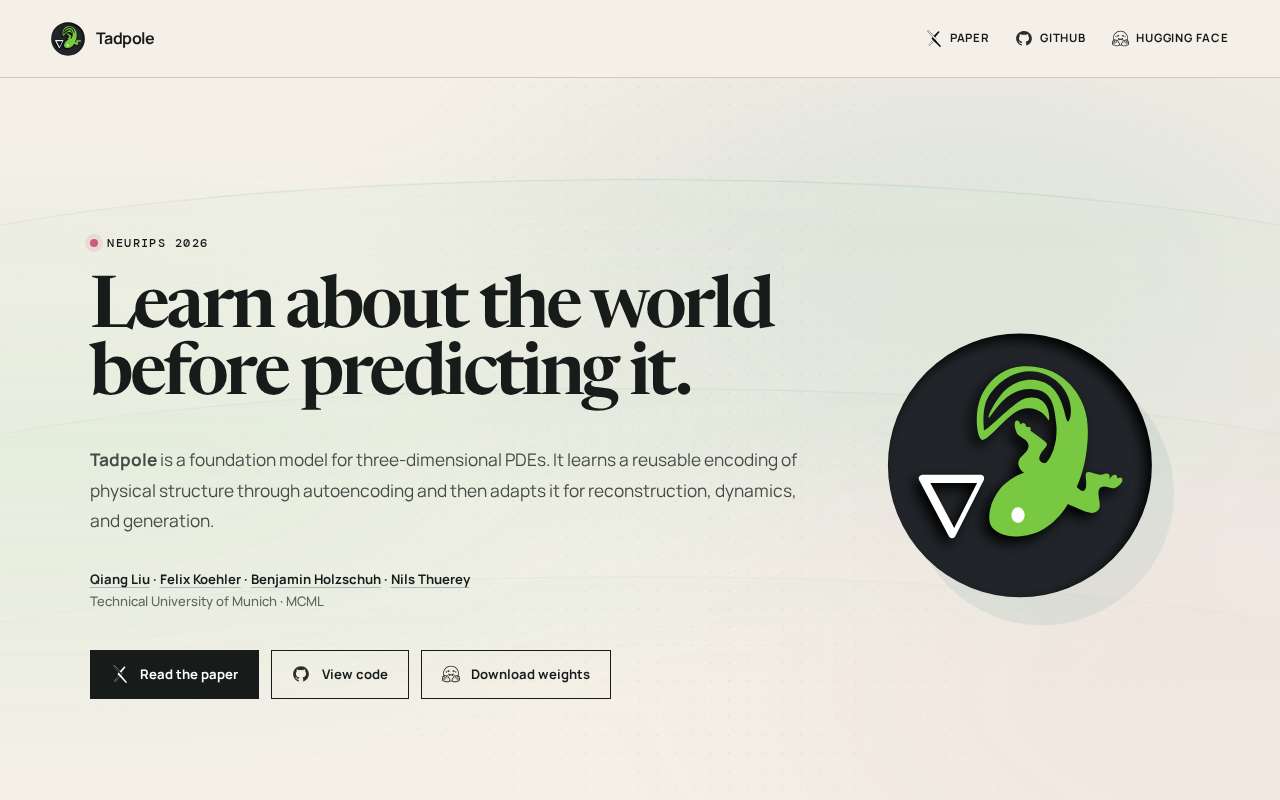 Tadpole
PAPER
GITHUB
HUGGING FACE
NEURIPS 2026
Learn about the world
before predicting it.
Tadpole is a foundation model for three-dimensional PDEs. It learns a reusable encoding of
physical structure through autoencoding and then adapts it for reconstruction, dynamics,
and generation.
Qiang Liu · Felix Koehler · Benjamin Holzschuh · Nils Thuerey
Technical University of Munich · MCML
Read the paper
View code
Download weights